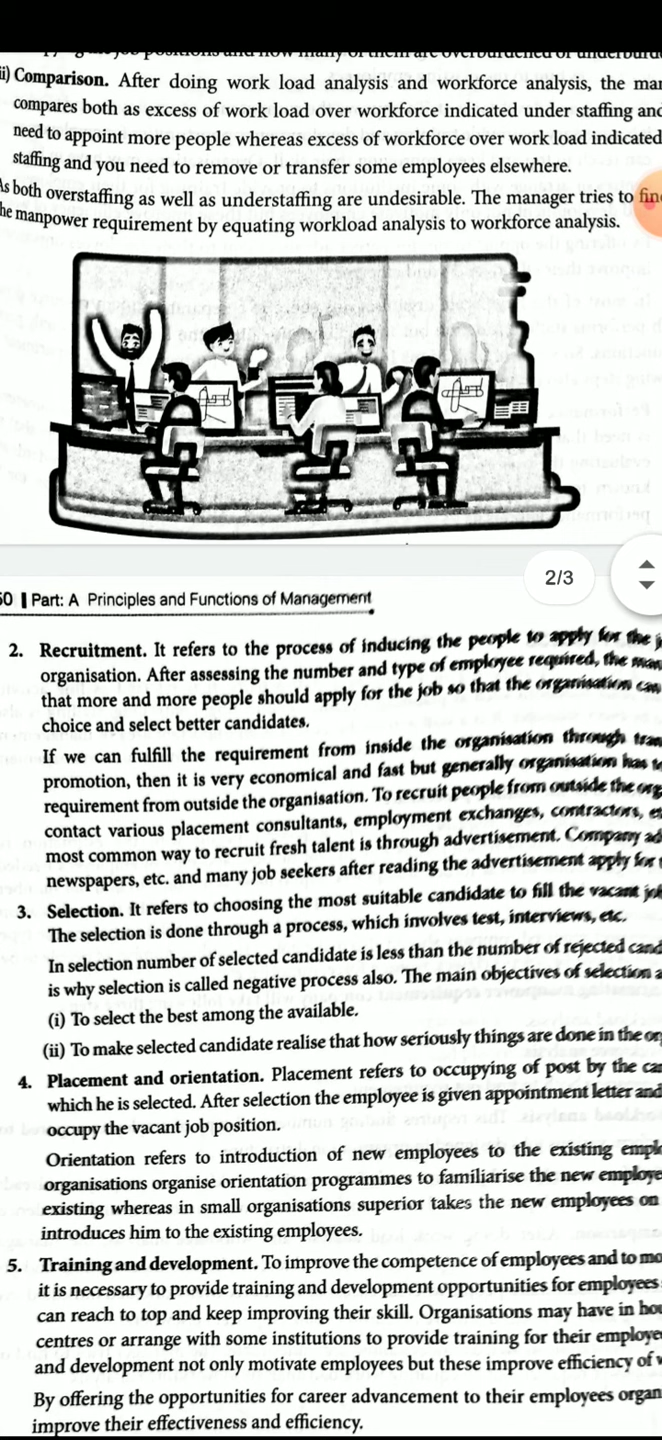 ii) Comparison. After doing work load analysis and workforce analysis, the
compares both as excess of work load over workforce indicated under staffing
need to appoint more people whereas excess of workforce over work load indicated
staffing and you need to remove or transfer some employees elsewhere.
As both overstaffing as well as understaffing are undesirable. The manager tries to
he manpower requirement by equating workload analysis to workforce analysis.
2/3
60 Part: A Principles and Functions of Management
2. Recruitment. It refers to the process of inducing the people to apply for the
organisation. After assessing the number and type of employee required, the
that more and more people should apply for the job so that the organisation can
choice and select better candidates.
If we can fulfill the requirement from inside the organisation through
promotion, then it is very economical and fast but generally organisation has
requirement from outside the organisation. To recruit people from outside the
contact various placement consultants, employment exchanges, contractors,
most common way to recruit fresh talent is through advertisement. Company
newspapers, etc. and many job seekers after reading the advertisement apply for
3. Selection. It refers to choosing the most suitable candidate to fill the vacant
The selection is done through a process, which involves test, interviews, etc.
In selection number of selected candidate is less than the number of rejected
is why selection is called negative process also. The main objectives of selection
(i) To select the best among the available.
(ii) To make selected candidate realise that how seriously things are done in the
4. Placement and orientation. Placement refers to occupying of post by the
which he is selected. After selection the employee is given appointment letter and
occupy the vacant job position.
Orientation refers to introduction of new employees to the existing
organisations organise orientation programmes to familiarise the new
existing whereas in small organisations superior takes the new employees on
introduces him to the existing employees.
5. Training and development. To improve the competence of employees and to
it is necessary to provide training and development opportunities for employees
can reach to top and keep improving their skill. Organisations may have in
centres or arrange with some institutions to provide training for their
and development not only motivate employees but these improve efficiency of
By offering the opportunities for career advancement to their employees
improve their effectiveness and efficiency.